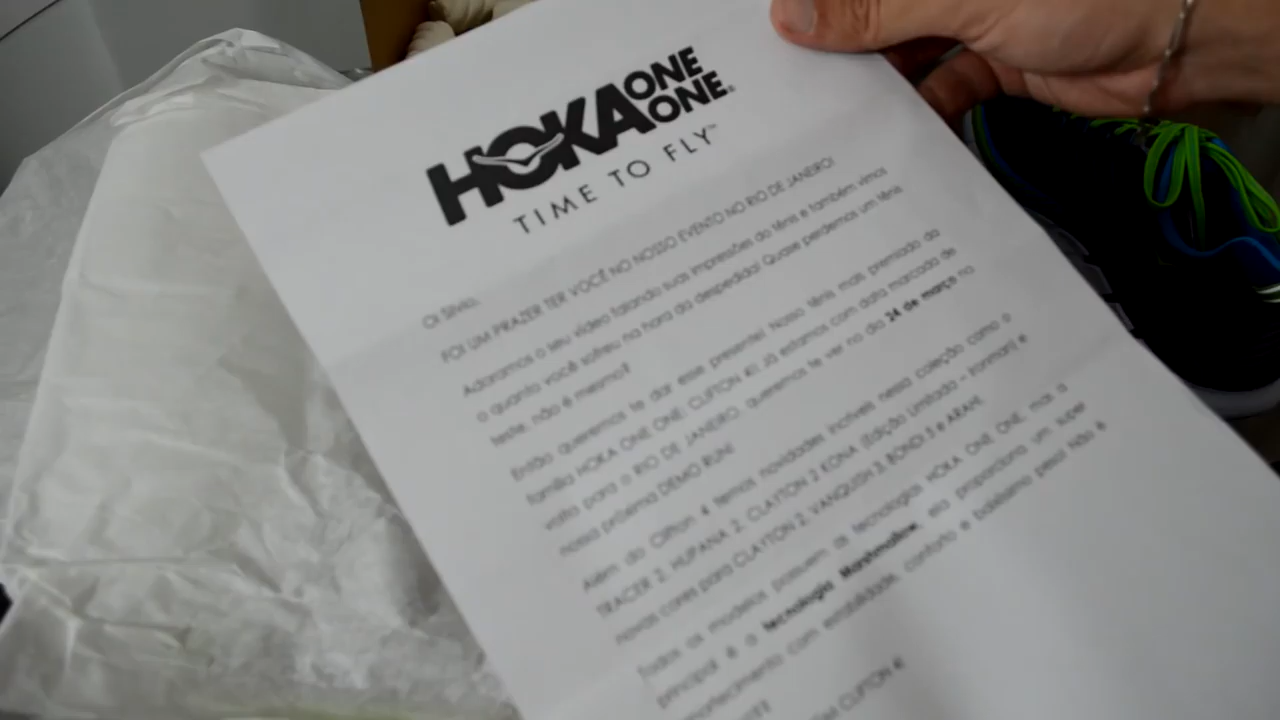 HOKA ONE ONE®
TIME TO FLY™
OI
FOI UM PRAZER TER VOCÊ NO NOSSO EVENTO NO RIO DE JANEIRO!
Adoramos o seu vídeo falando suas impressões do tênis e também vimos
o quanto você sofreu na hora da despedida! Quase perdemos um tênis
teste, não é mesmo?
Então queremos te dar esse presente! Nosso tênis mais premiado da
família HOKA ONE ONE: CLIFTON 4! Já estamos com data marcada de
volta para o RIO DE JANEIRO, queremos te ver no dia 24 de março na
nossa próxima DEMO RUN!
Além do Clifton 4 temos novidades incríveis nessa coleção como o
TRACER 2, HUPANA 2, CLAYTON 2 KONA (Edição Limitada - Ironman) e
novas cores para CLAYTON 2, VANQUISH 3, BONDI 5 e ARAHI.
Todos os modelos possuem as tecnologias HOKA ONE ONE, mas a
principal é a tecnologia Marshmallow, ela proporciona um super
amortecimento com estabilidade, conforto e baixíssimo peso! Não é
CLIFTON 4